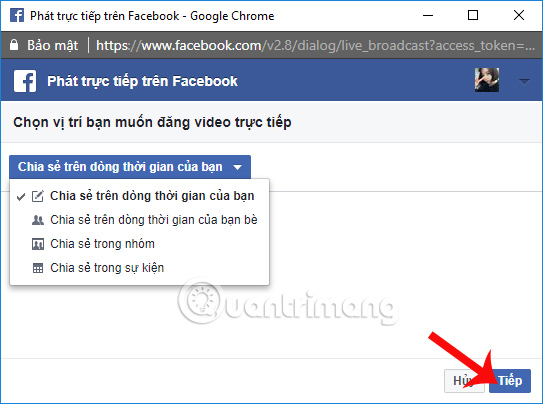 Phát trực tiếp trên Facebook - Google Chrome
Bảo mật | https://www.facebook.com/v2.8/dialog/live_broadcast?access_token=...
Phát trực tiếp trên Facebook
Chọn vị trí bạn muốn đăng video trực tiếp
Chia sẻ trên dòng thời gian của bạn
Chia sẻ trên dòng thời gian của bạn
Chia sẻ trên dòng thời gian của bạn bè
Chia sẻ trong nhóm
Chia sẻ trong sự kiện
Quantrimang
Tiếp